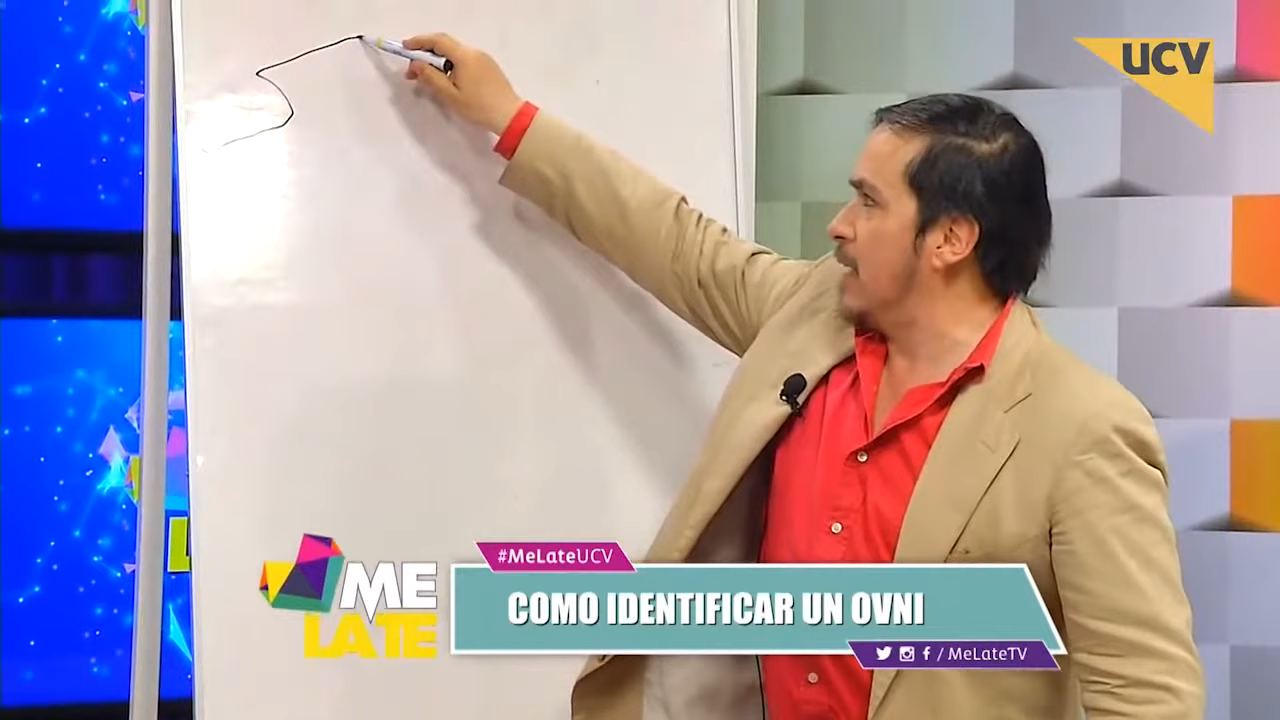 UCV
#MeLateUCV
ME
LATE
COMO IDENTIFICAR UN OVNI
/MeLateTV